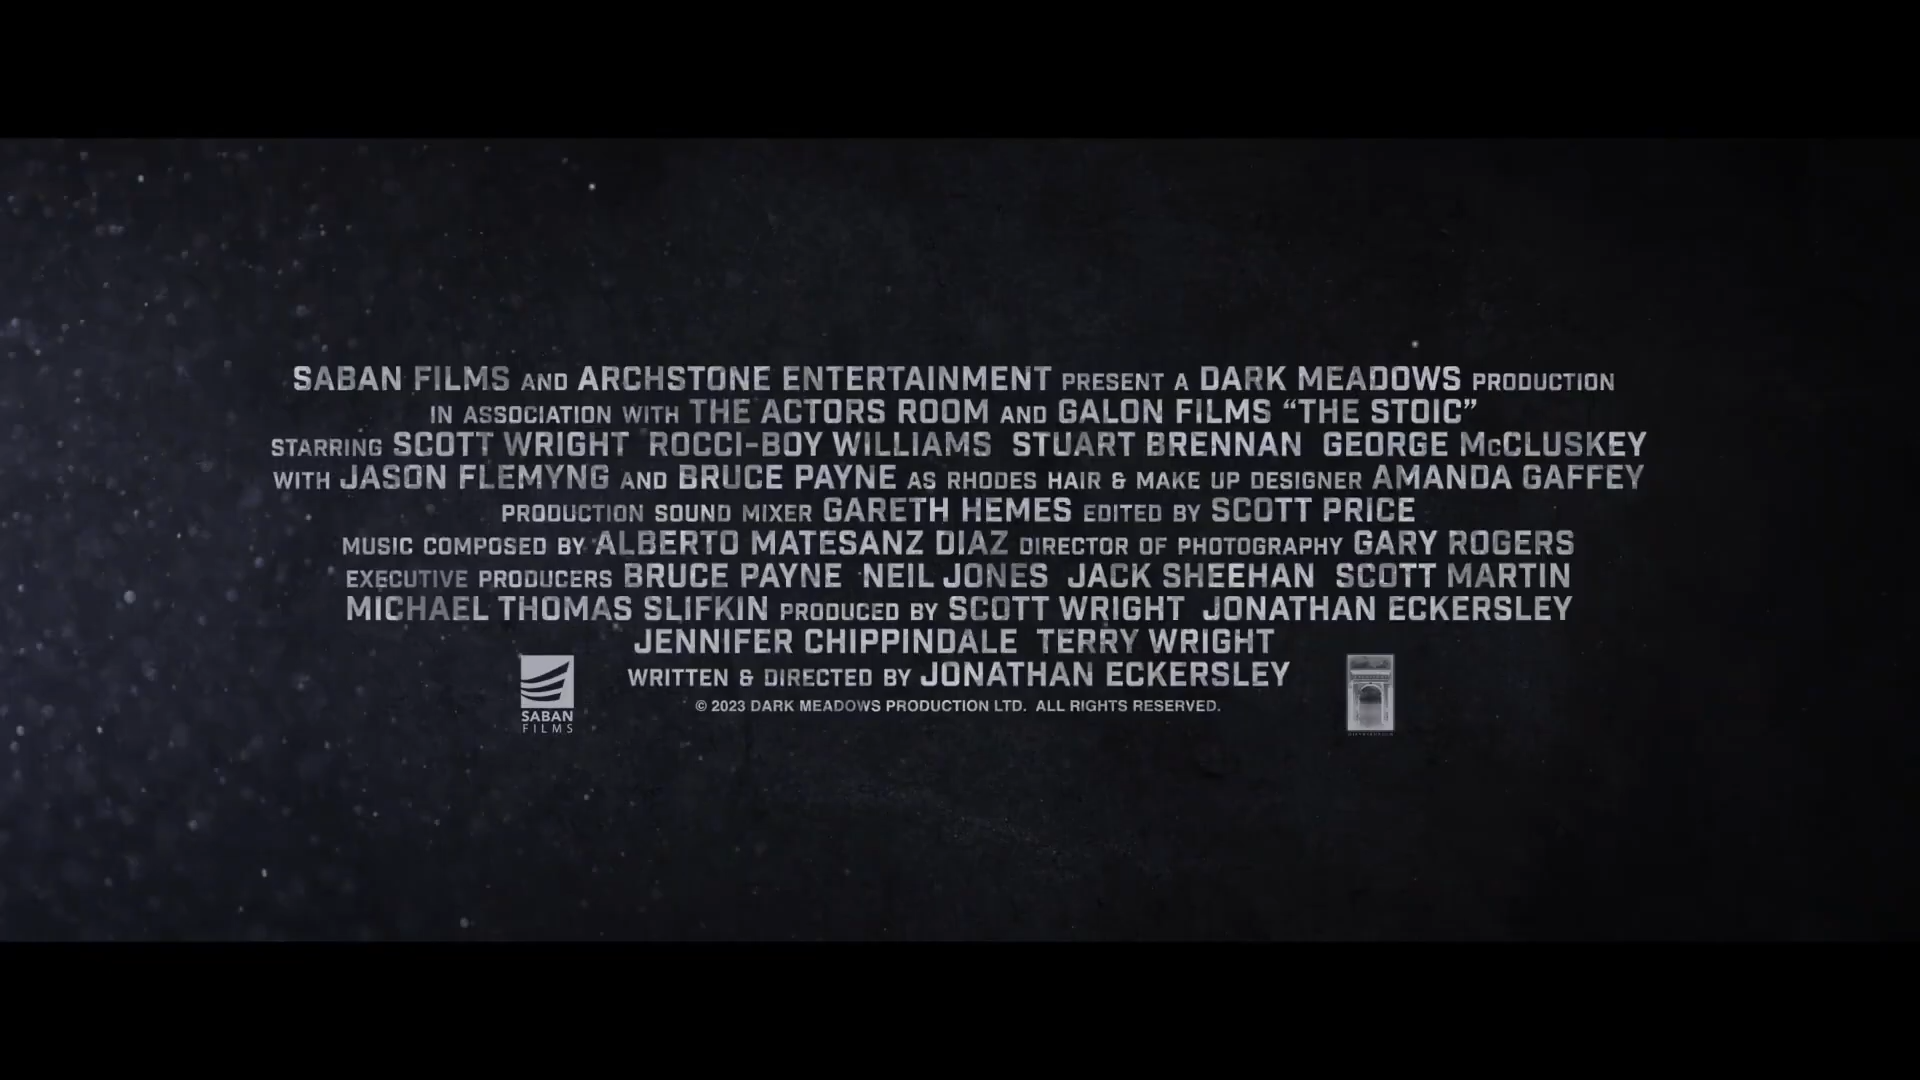 SABAN FILMS AND ARCHSTONE ENTERTAINMENT PRESENT A DARK MEADOWS PRODUCTION
IN ASSOCIATION WITH THE ACTORS ROOM AND GALON FILMS “THE STOIC”
STARRING SCOTT WRIGHT ROCCI-BOY WILLIAMS STUART BRENNAN GEORGE McCLUSKEY
WITH JASON FLEMYNG AND BRUCE PAYNE AS RHODES HAIR & MAKE UP DESIGNER AMANDA GAFFEY
PRODUCTION SOUND MIXER GARETH HEMES EDITED BY SCOTT PRICE
MUSIC COMPOSED BY ALBERTO MATESANZ DIAZ DIRECTOR OF PHOTOGRAPHY GARY ROGERS
EXECUTIVE PRODUCERS BRUCE PAYNE NEIL JONES JACK SHEEHAN SCOTT MARTIN
MICHAEL THOMAS SLIFKIN PRODUCED BY SCOTT WRIGHT JONATHAN ECKERSLEY
JENNIFER CHIPPINDALE TERRY WRIGHT
WRITTEN & DIRECTED BY JONATHAN ECKERSLEY
© 2023 DARK MEADOWS PRODUCTION LTD. ALL RIGHTS RESERVED.
SABAN
FILMS